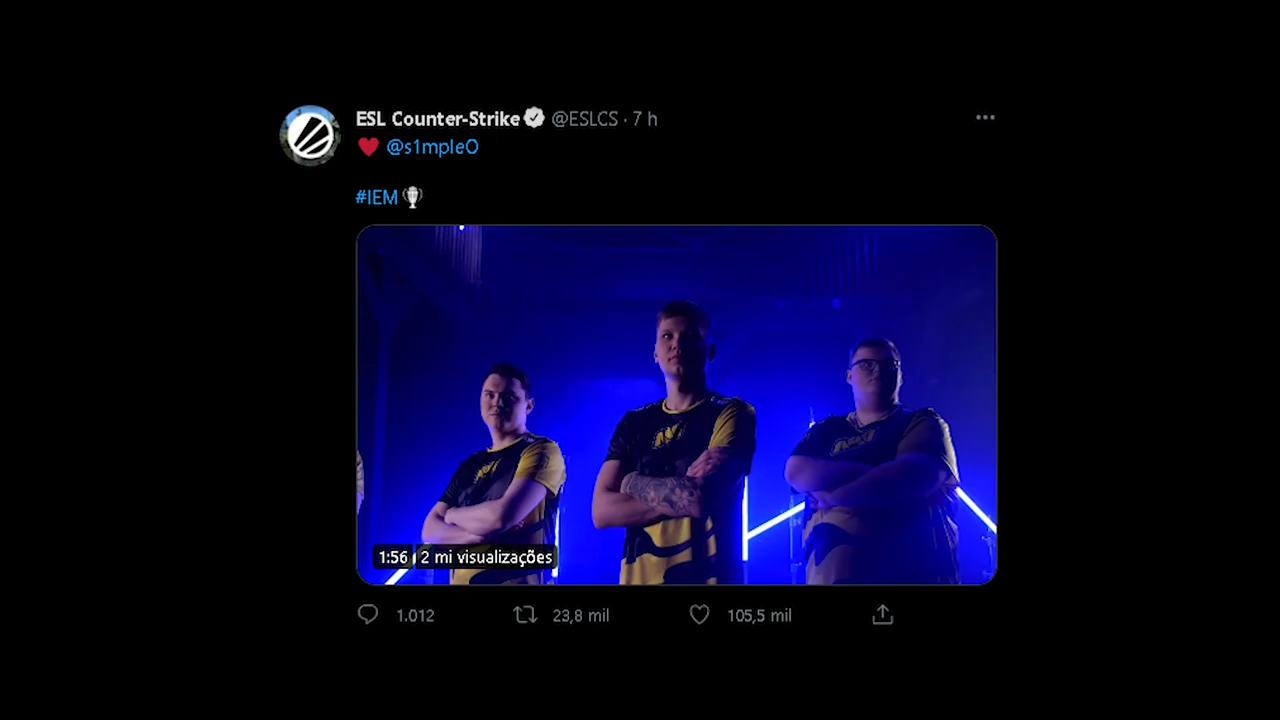 ESL Counter-Strike @ESLCS · 7 h
❤️ @s1mpleO
#IEM🏆
1:56 2 mi visualizações
1.012 23,8 mil 105,5 mil